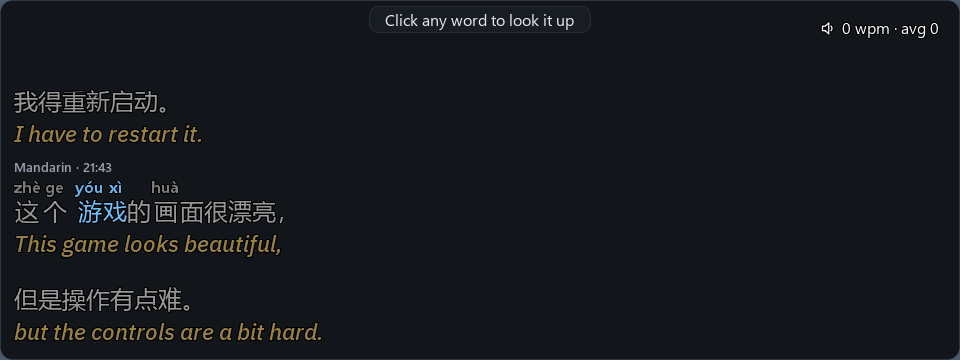 Click any word to look it up
0 wpm · avg 0
我得重新启动。
I have to restart it.
Mandarin · 21:43
zhè ge yóu xì huà
这个游戏的画面很漂亮，
This game looks beautiful,
但是操作有点难。
but the controls are a bit hard.